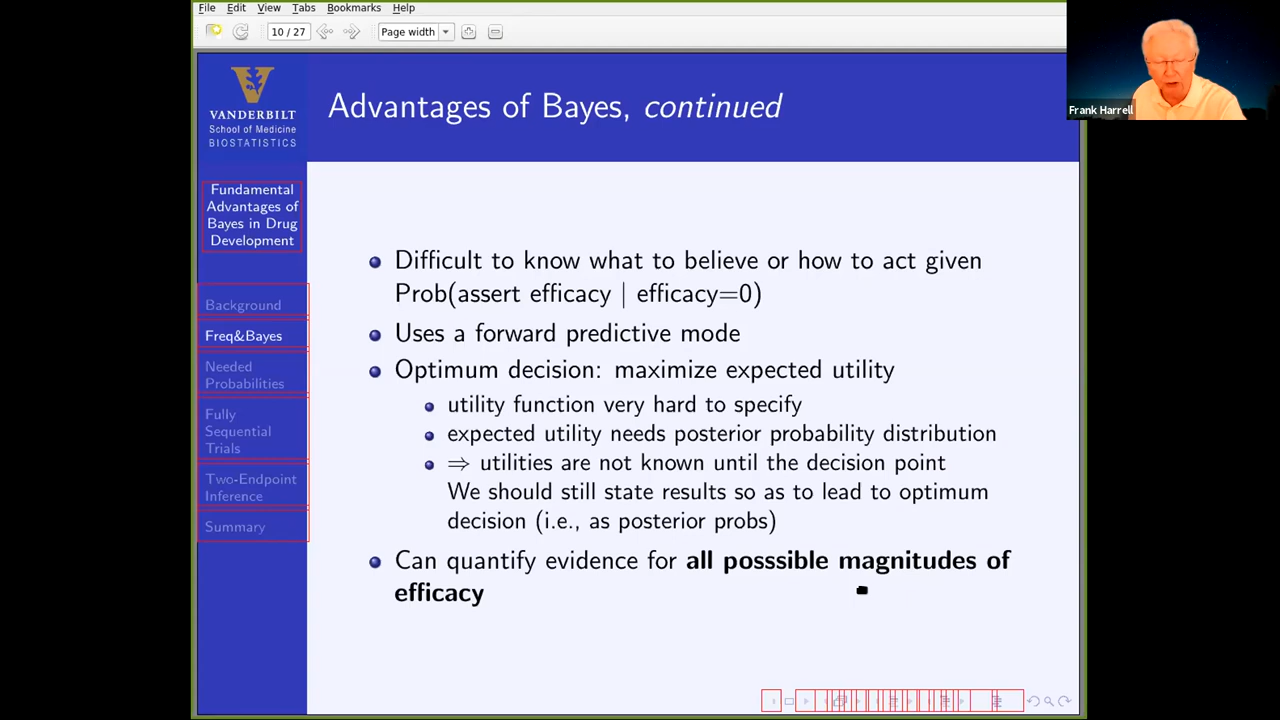 File Edit View Tabs Bookmarks Help
10 / 27 Page width
Frank Harrell
VANDERBILT
School of Medicine
BIOSTATISTICS
Advantages of Bayes, continued
Fundamental
Advantages of
Bayes in Drug
Development
Background
Freq&Bayes
Needed
Probabilities
Fully
Sequential
Trials
Two-Endpoint
Inference
Summary
Difficult to know what to believe or how to act given
Prob(assert efficacy | efficacy=0)
Uses a forward predictive mode
Optimum decision: maximize expected utility
utility function very hard to specify
expected utility needs posterior probability distribution
⇒ utilities are not known until the decision point
We should still state results so as to lead to optimum
decision (i.e., as posterior probs)
Can quantify evidence for all posssible magnitudes of
efficacy